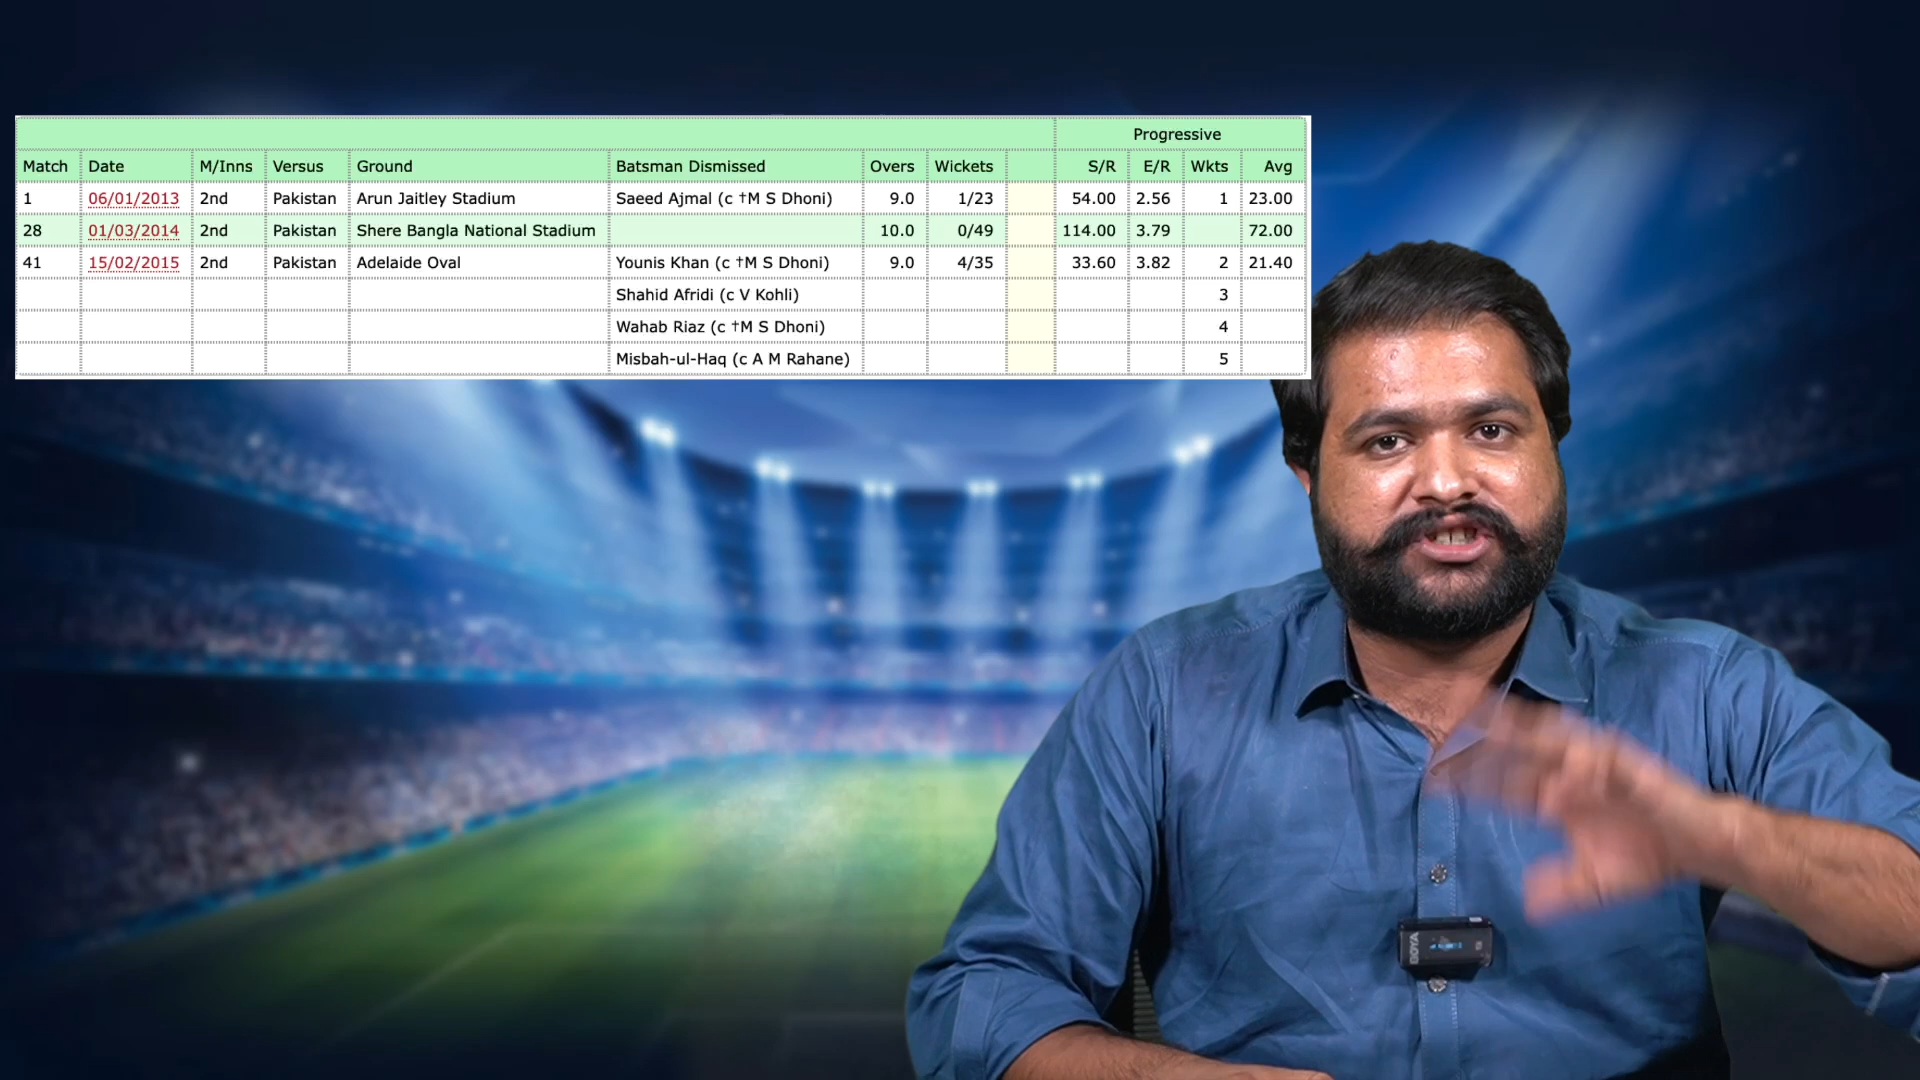 Progressive
Match Date M/Inns Versus Ground Batsman Dismissed Overs Wickets S/R E/R Wkts Avg
1 06/01/2013 2nd Pakistan Arun Jaitley Stadium Saeed Ajmal (c †M S Dhoni) 9.0 1/23 54.00 2.56 1 23.00
28 01/03/2014 2nd Pakistan Shere Bangla National Stadium 10.0 0/49 114.00 3.79 72.00
41 15/02/2015 2nd Pakistan Adelaide Oval Younis Khan (c †M S Dhoni) 9.0 4/35 33.60 3.82 2 21.40
Shahid Afridi (c V Kohli) 3
Wahab Riaz (c †M S Dhoni) 4
Misbah-ul-Haq (c A M Rahane) 5
BOYA